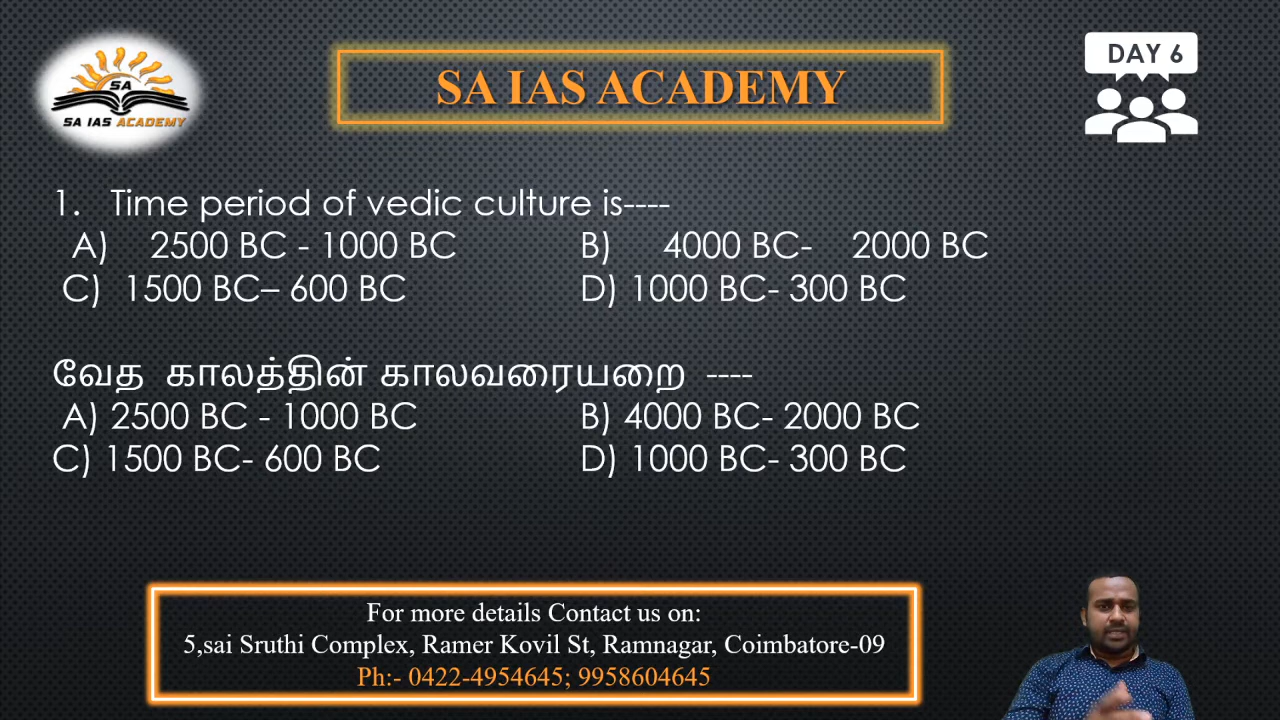 SA
SA IAS ACADEMY
SA IAS ACADEMY
DAY 6
1. Time period of vedic culture is----
A) 2500 BC - 1000 BC B) 4000 BC- 2000 BC
C) 1500 BC– 600 BC D) 1000 BC- 300 BC
வேத காலத்தின் காலவரையறை ----
A) 2500 BC - 1000 BC B) 4000 BC- 2000 BC
C) 1500 BC- 600 BC D) 1000 BC- 300 BC
For more details Contact us on:
5,sai Sruthi Complex, Ramer Kovil St, Ramnagar, Coimbatore-09
Ph:- 0422-4954645; 9958604645